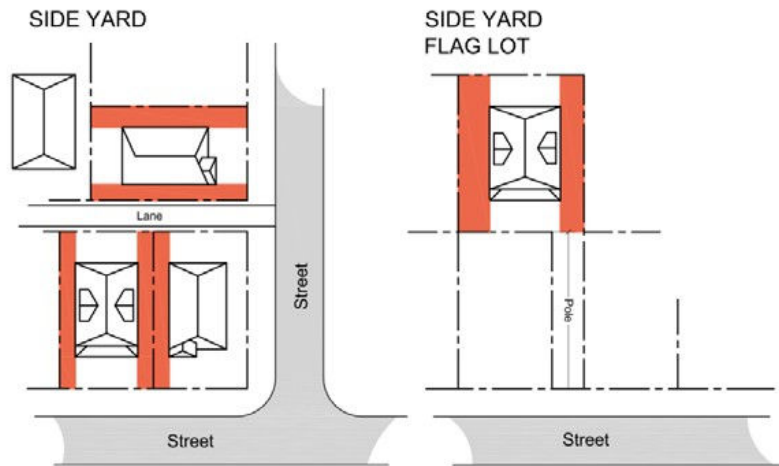 SIDE YARD
Lane
Street
Street
SIDE YARD
FLAG LOT
Pole
Street